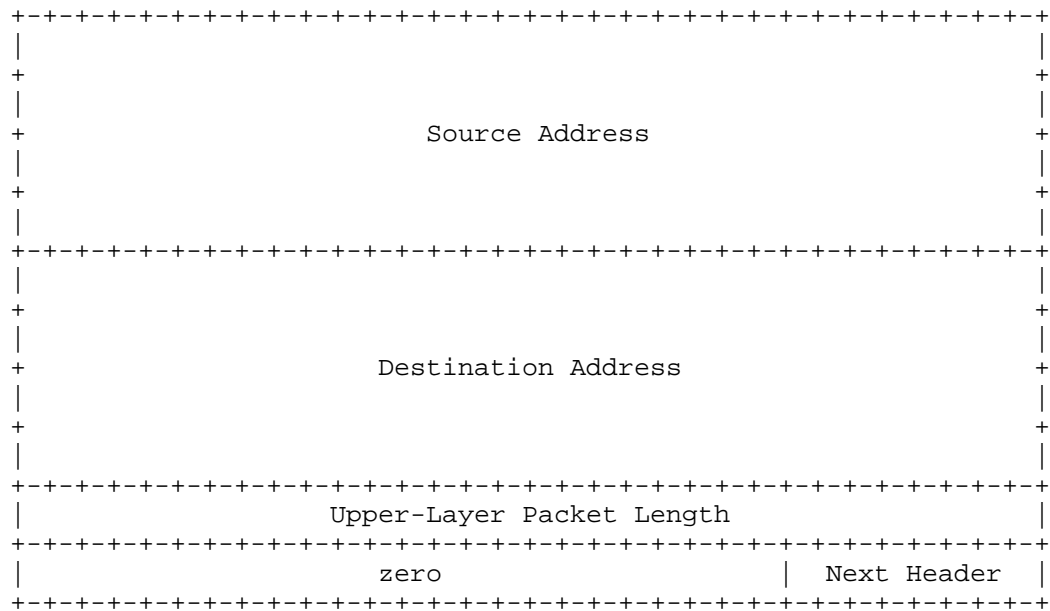 Source Address
Destination Address
Upper-Layer Packet Length
zero | Next Header